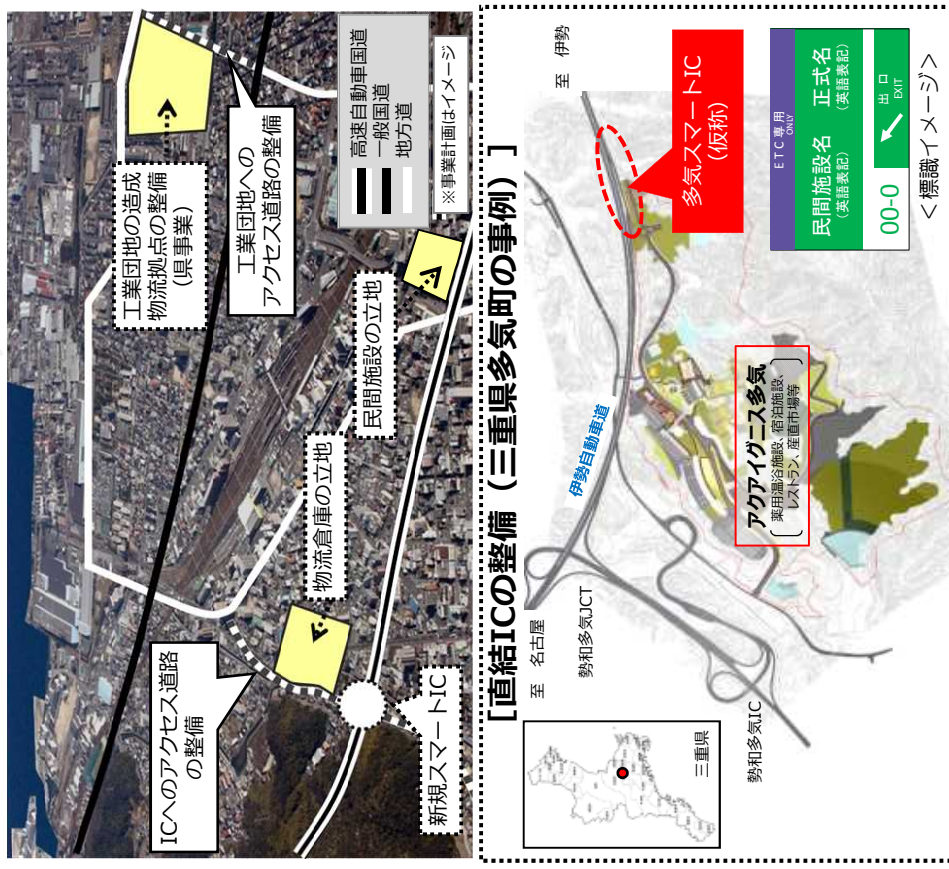 工業団地の造成
物流拠点の整備
(県事業)
工業団地への
アクセス道路の整備
高速自動車国道
一般国道
地方道
※事業計画はイメージ
民間施設の立地
物流倉庫の立地
ICへのアクセス道路
の整備
新規スマートIC
[直結ICの整備(三重県多気町の事例)]
至 伊勢
多気スマートIC
(仮称)
伊勢自動車道
アクアイグニス多気
薬用温浴施設、宿泊施設、
レストラン、産直市場等
至 名古屋
勢和多気JCT
勢和多気IC
三重県
ETC専用
ONLY
民間施設名 正式名
(英語表記) (英語表記)
00-0 出口
EXIT
<標識イメージ>